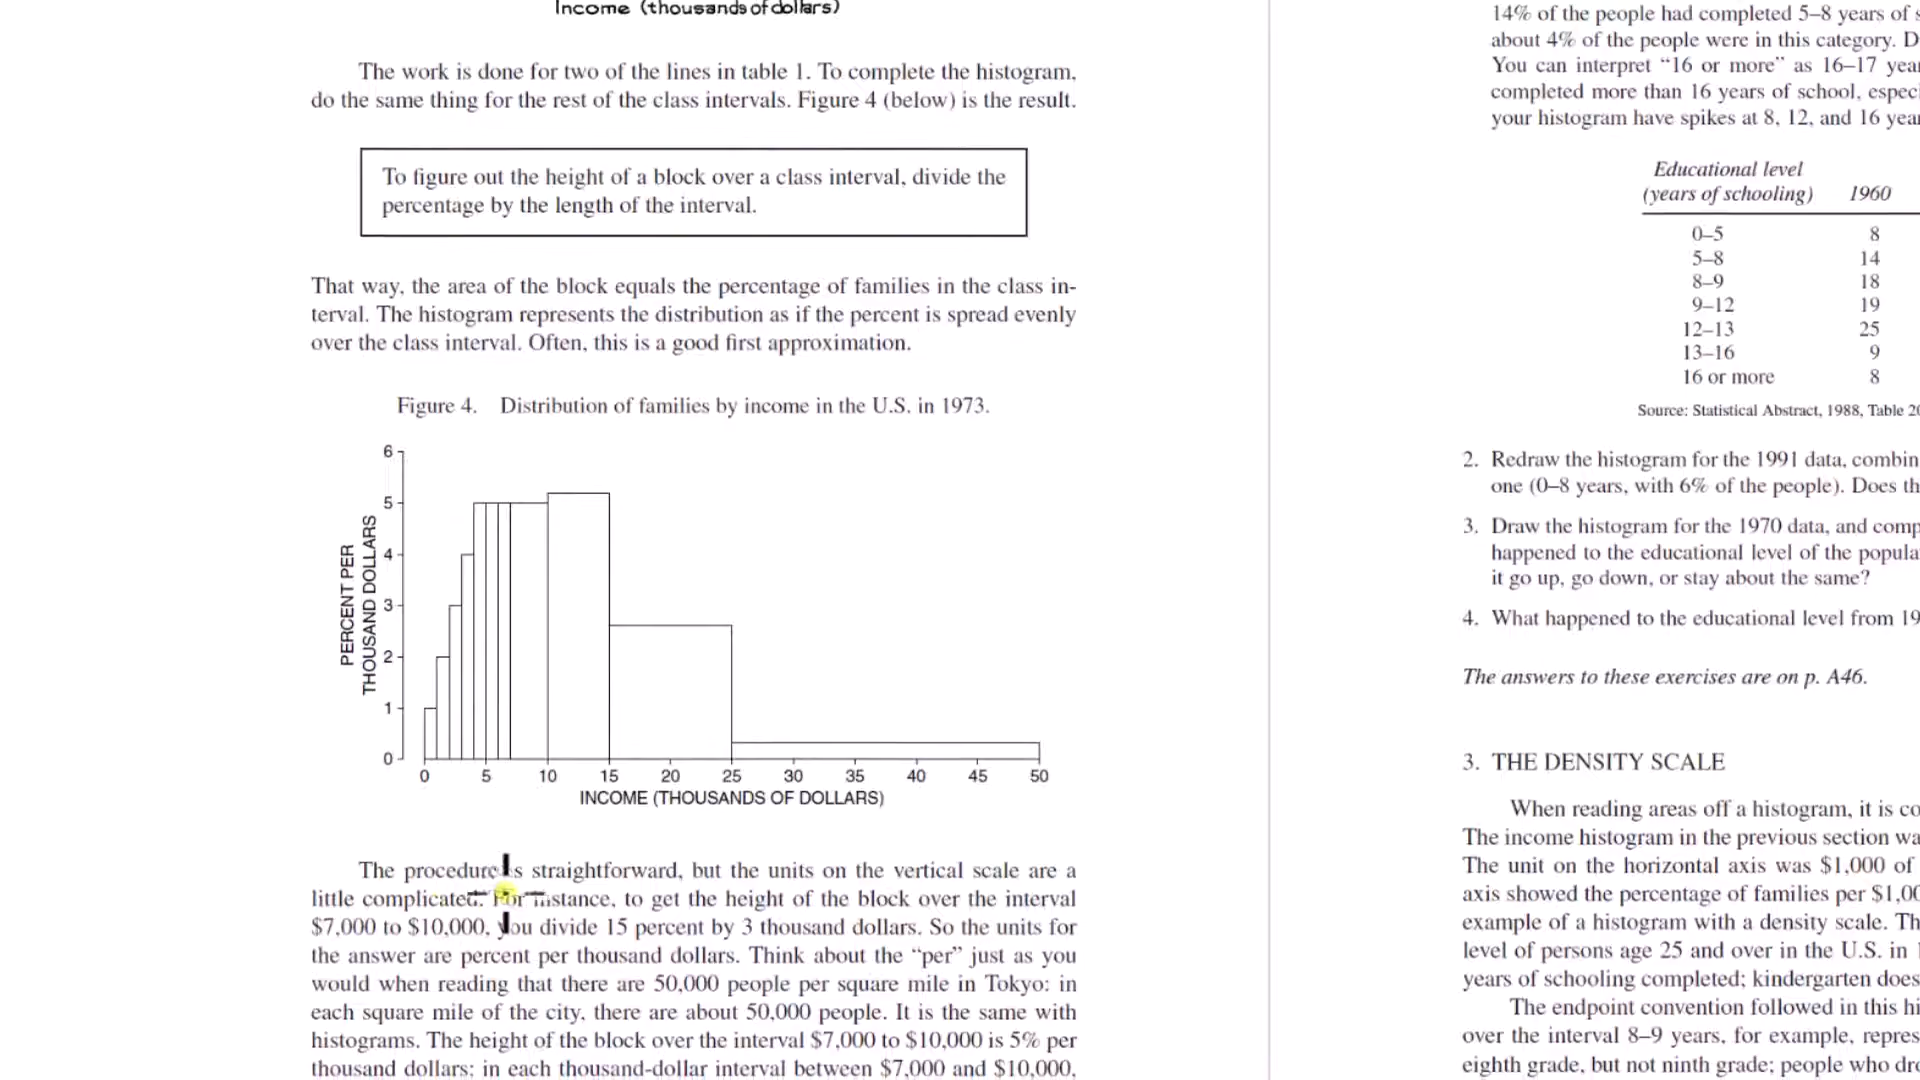 Income (thousands of dollars)
The work is done for two of the lines in table 1. To complete the histogram,
do the same thing for the rest of the class intervals. Figure 4 (below) is the result.
To figure out the height of a block over a class interval, divide the
percentage by the length of the interval.
That way, the area of the block equals the percentage of families in the class in-
terval. The histogram represents the distribution as if the percent is spread evenly
over the class interval. Often, this is a good first approximation.
Figure 4. Distribution of families by income in the U.S. in 1973.
6
5
4
3
2
1
0
PERCENT PER
THOUSAND DOLLARS
0 5 10 15 20 25 30 35 40 45 50
INCOME (THOUSANDS OF DOLLARS)
The procedure is straightforward, but the units on the vertical scale are a
little complicated. For instance, to get the height of the block over the interval
$7,000 to $10,000, you divide 15 percent by 3 thousand dollars. So the units for
the answer are percent per thousand dollars. Think about the “per” just as you
would when reading that there are 50,000 people per square mile in Tokyo: in
each square mile of the city, there are about 50,000 people. It is the same with
histograms. The height of the block over the interval $7,000 to $10,000 is 5% per
thousand dollars: in each thousand-dollar interval between $7,000 and $10,000,
14% of the people had completed 5–8 years of
about 4% of the people were in this category.
You can interpret “16 or more” as 16–17
completed more than 16 years of school,
your histogram have spikes at 8, 12, and 16
Educational level
(years of schooling) 1960
0–5 8
5–8 14
8–9 18
9–12 19
12–13 25
13–16 9
16 or more 8
Source: Statistical Abstract, 1988, Table
2. Redraw the histogram for the 1991 data,
one (0–8 years, with 6% of the people). Does
3. Draw the histogram for the 1970 data, and
happened to the educational level of the
it go up, go down, or stay about the same?
4. What happened to the educational level from
The answers to these exercises are on p. A46.
3. THE DENSITY SCALE
When reading areas off a histogram, it is
The income histogram in the previous section
The unit on the horizontal axis was $1,000 of
axis showed the percentage of families per
example of a histogram with a density scale.
level of persons age 25 and over in the U.S. in
years of schooling completed; kindergarten does
The endpoint convention followed in this
over the interval 8–9 years, for example,
eighth grade, but not ninth grade; people who